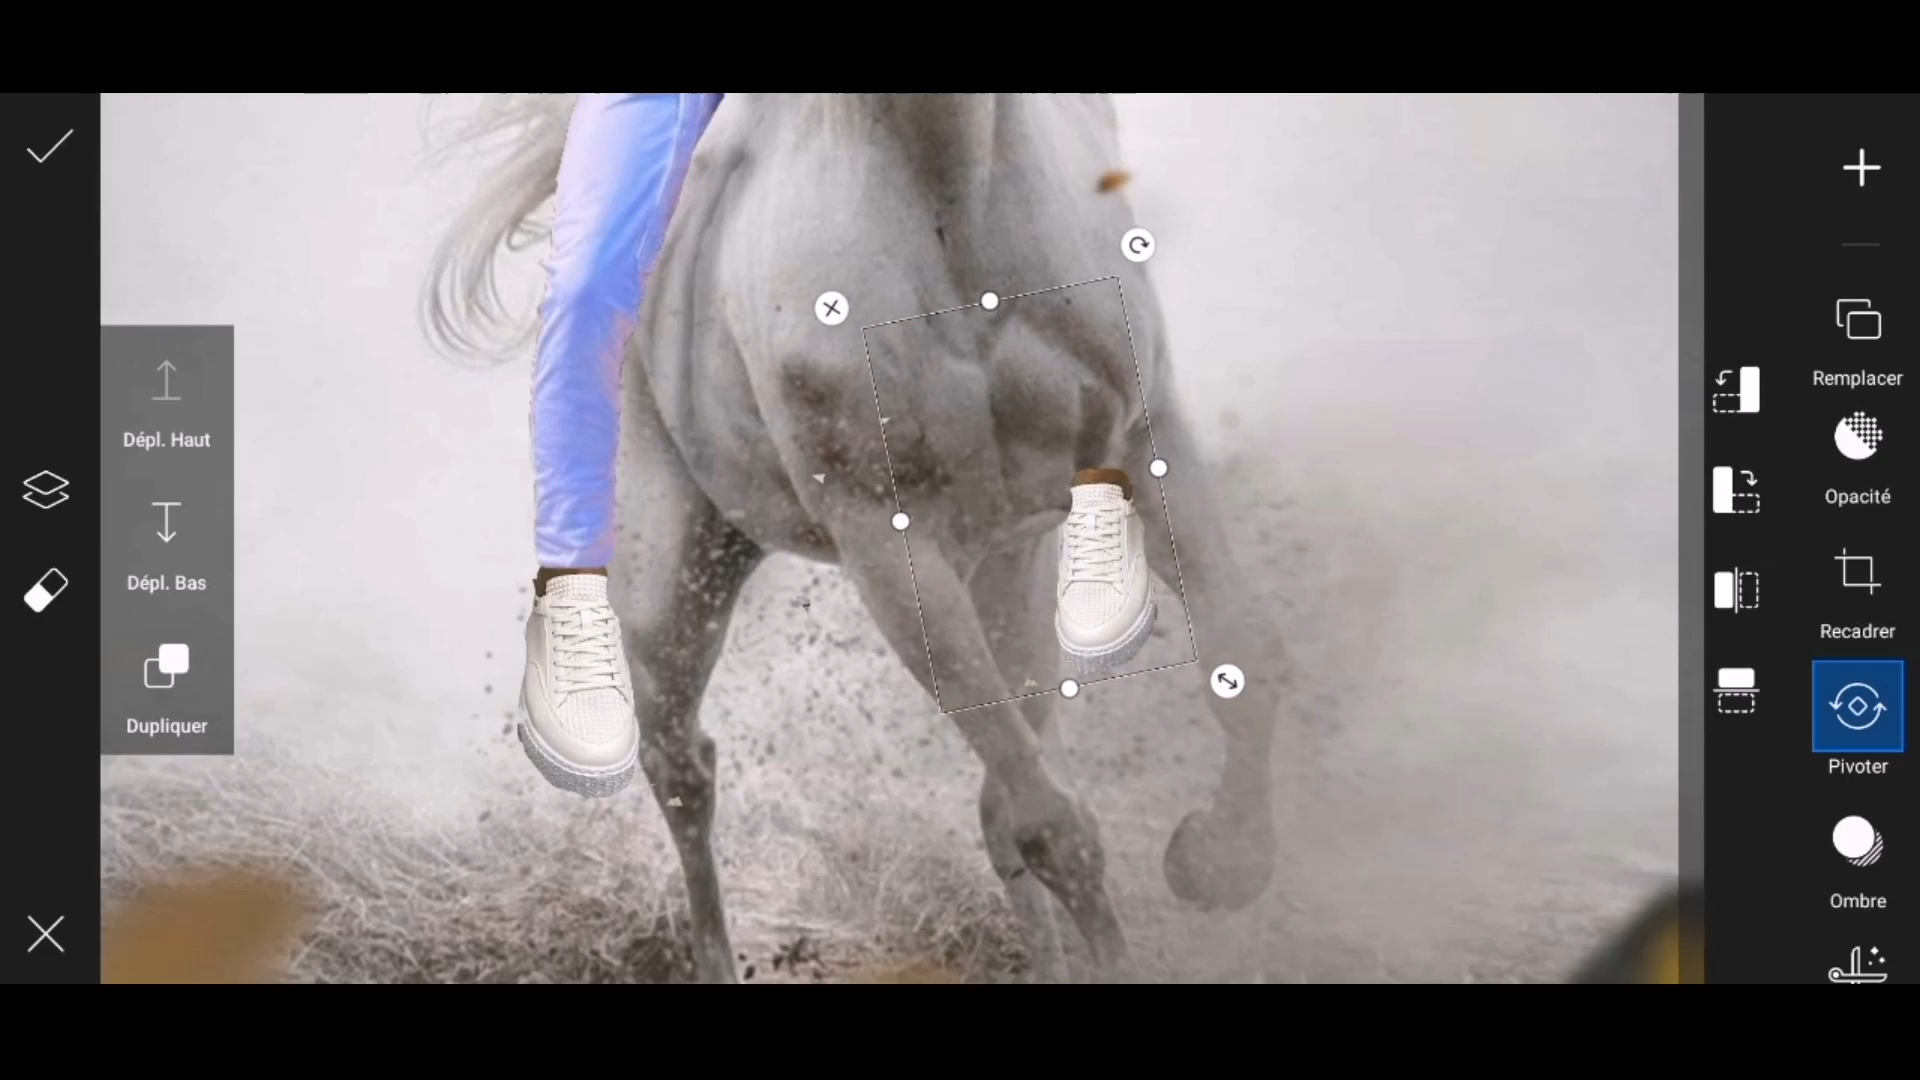 Dépl. Haut
Dépl. Bas
Dupliquer
Remplacer
Opacité
Recadrer
Pivoter
Ombre